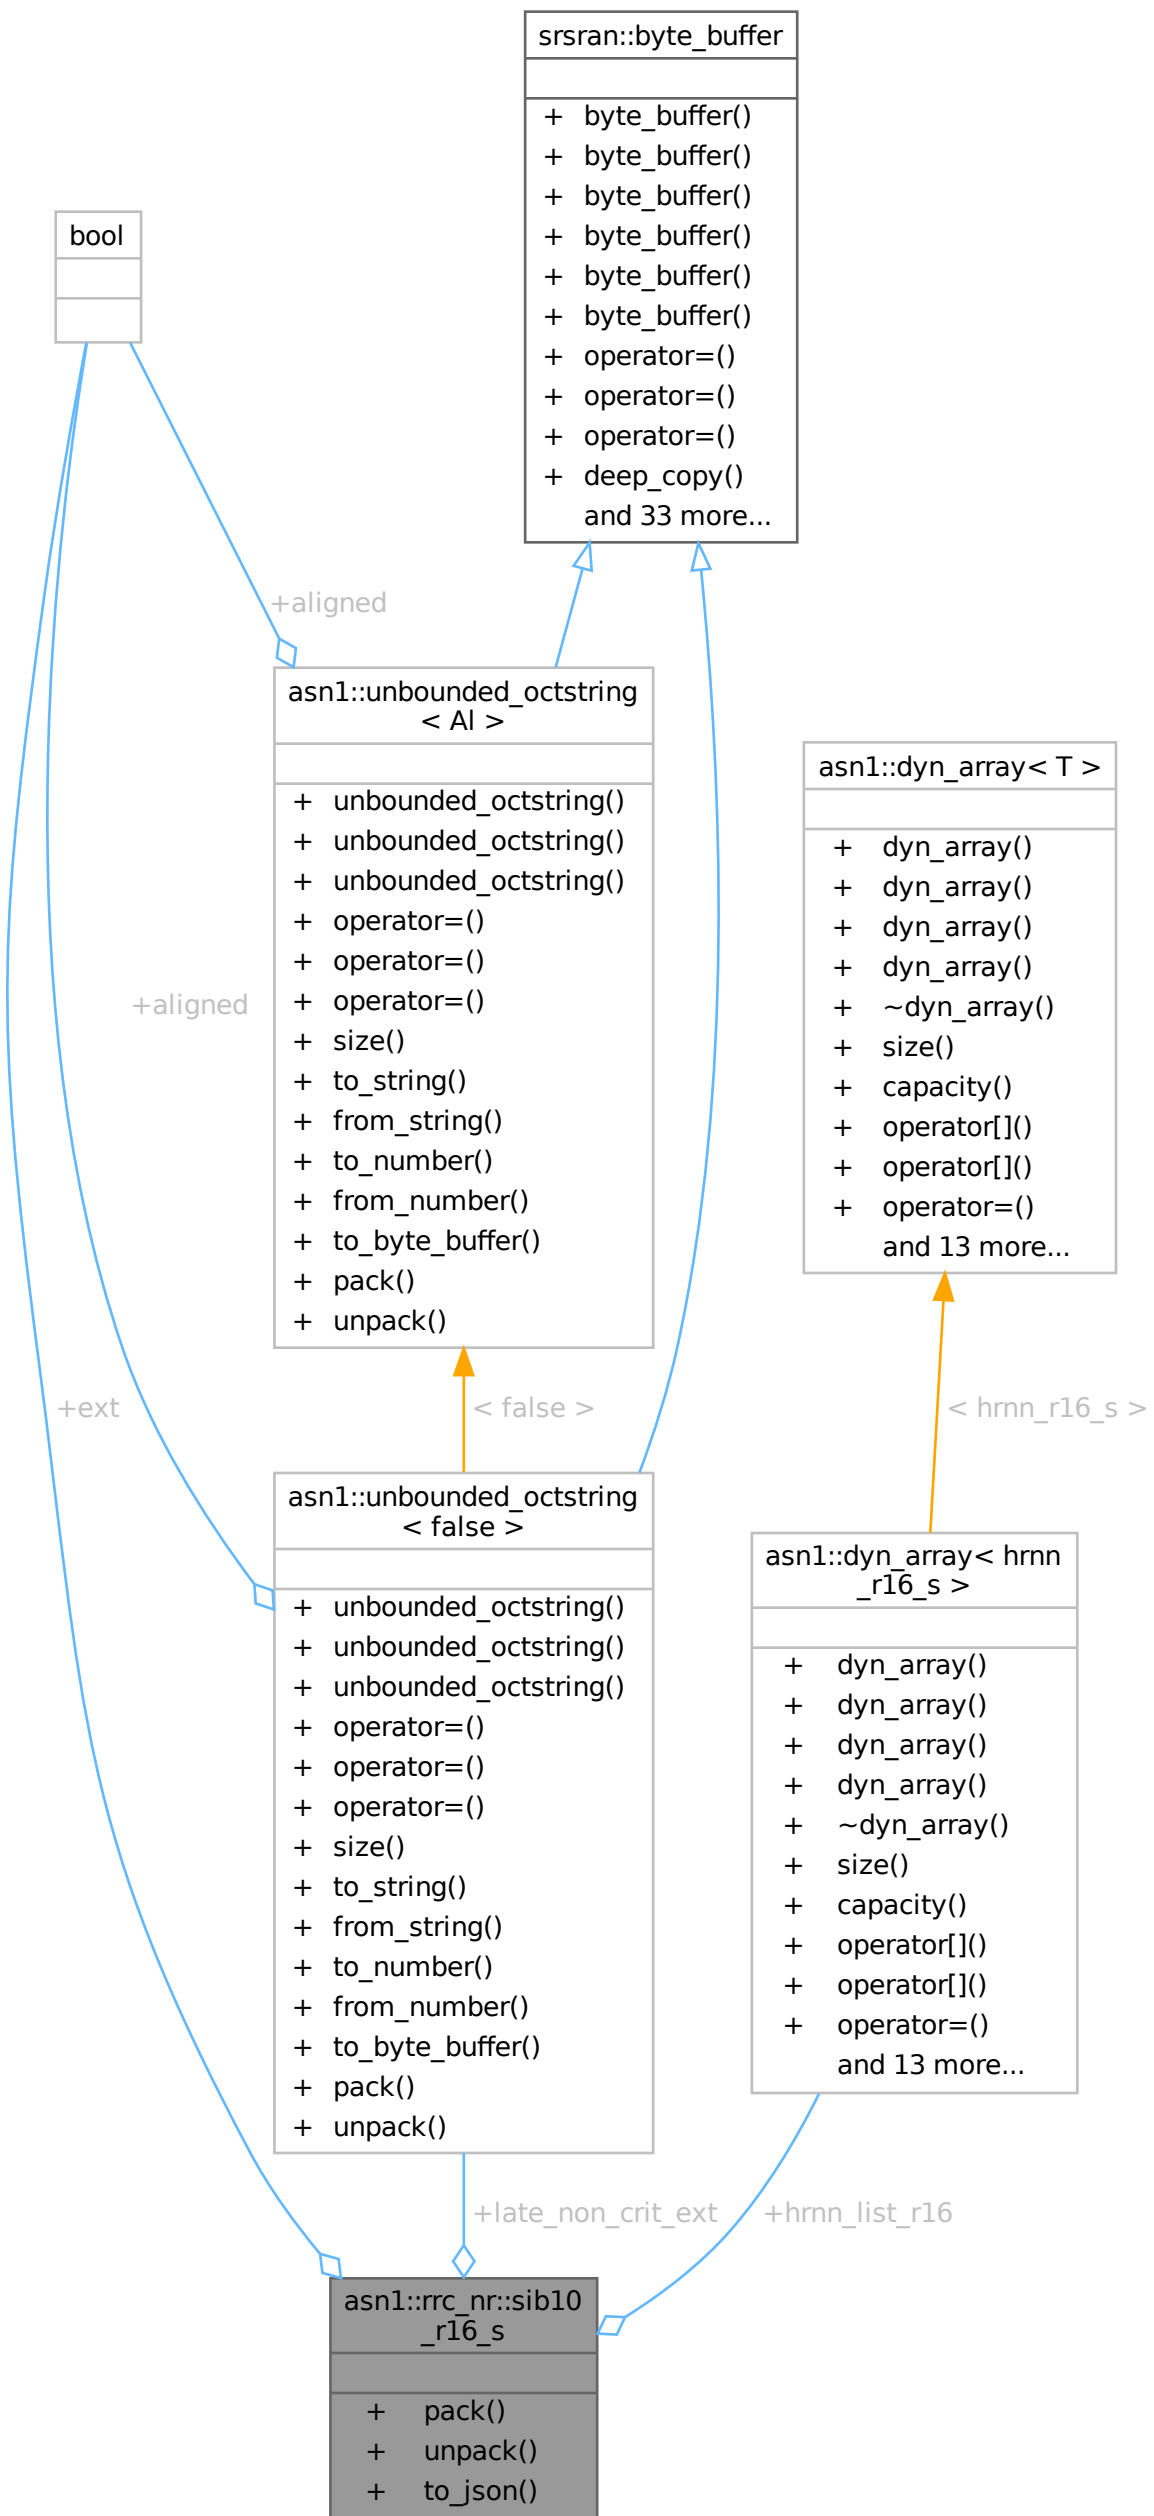 srsran::byte_buffer
+ byte_buffer()
+ byte_buffer()
+ byte_buffer()
+ byte_buffer()
+ byte_buffer()
+ byte_buffer()
+ operator=()
+ operator=()
+ operator=()
+ deep_copy()
and 33 more...
bool
+aligned
asn1::unbounded_octstring
< Al >
+ unbounded_octstring()
+ unbounded_octstring()
+ unbounded_octstring()
+ operator=()
+ operator=()
+ operator=()
+ size()
+ to_string()
+ from_string()
+ to_number()
+ from_number()
+ to_byte_buffer()
+ pack()
+ unpack()
asn1::dyn_array< T >
+ dyn_array()
+ dyn_array()
+ dyn_array()
+ dyn_array()
+ ~dyn_array()
+ size()
+ capacity()
+ operator[]()
+ operator[]()
+ operator=()
and 13 more...
+aligned
+ext
< false >
< hrnn_r16_s >
asn1::unbounded_octstring
< false >
+ unbounded_octstring()
+ unbounded_octstring()
+ unbounded_octstring()
+ operator=()
+ operator=()
+ operator=()
+ size()
+ to_string()
+ from_string()
+ to_number()
+ from_number()
+ to_byte_buffer()
+ pack()
+ unpack()
asn1::dyn_array< hrnn
_r16_s >
+ dyn_array()
+ dyn_array()
+ dyn_array()
+ dyn_array()
+ ~dyn_array()
+ size()
+ capacity()
+ operator[]()
+ operator[]()
+ operator=()
and 13 more...
+late_non_crit_ext
+hrnn_list_r16
asn1::rrc_nr::sib10
_r16_s
+ pack()
+ unpack()
+ to_json()